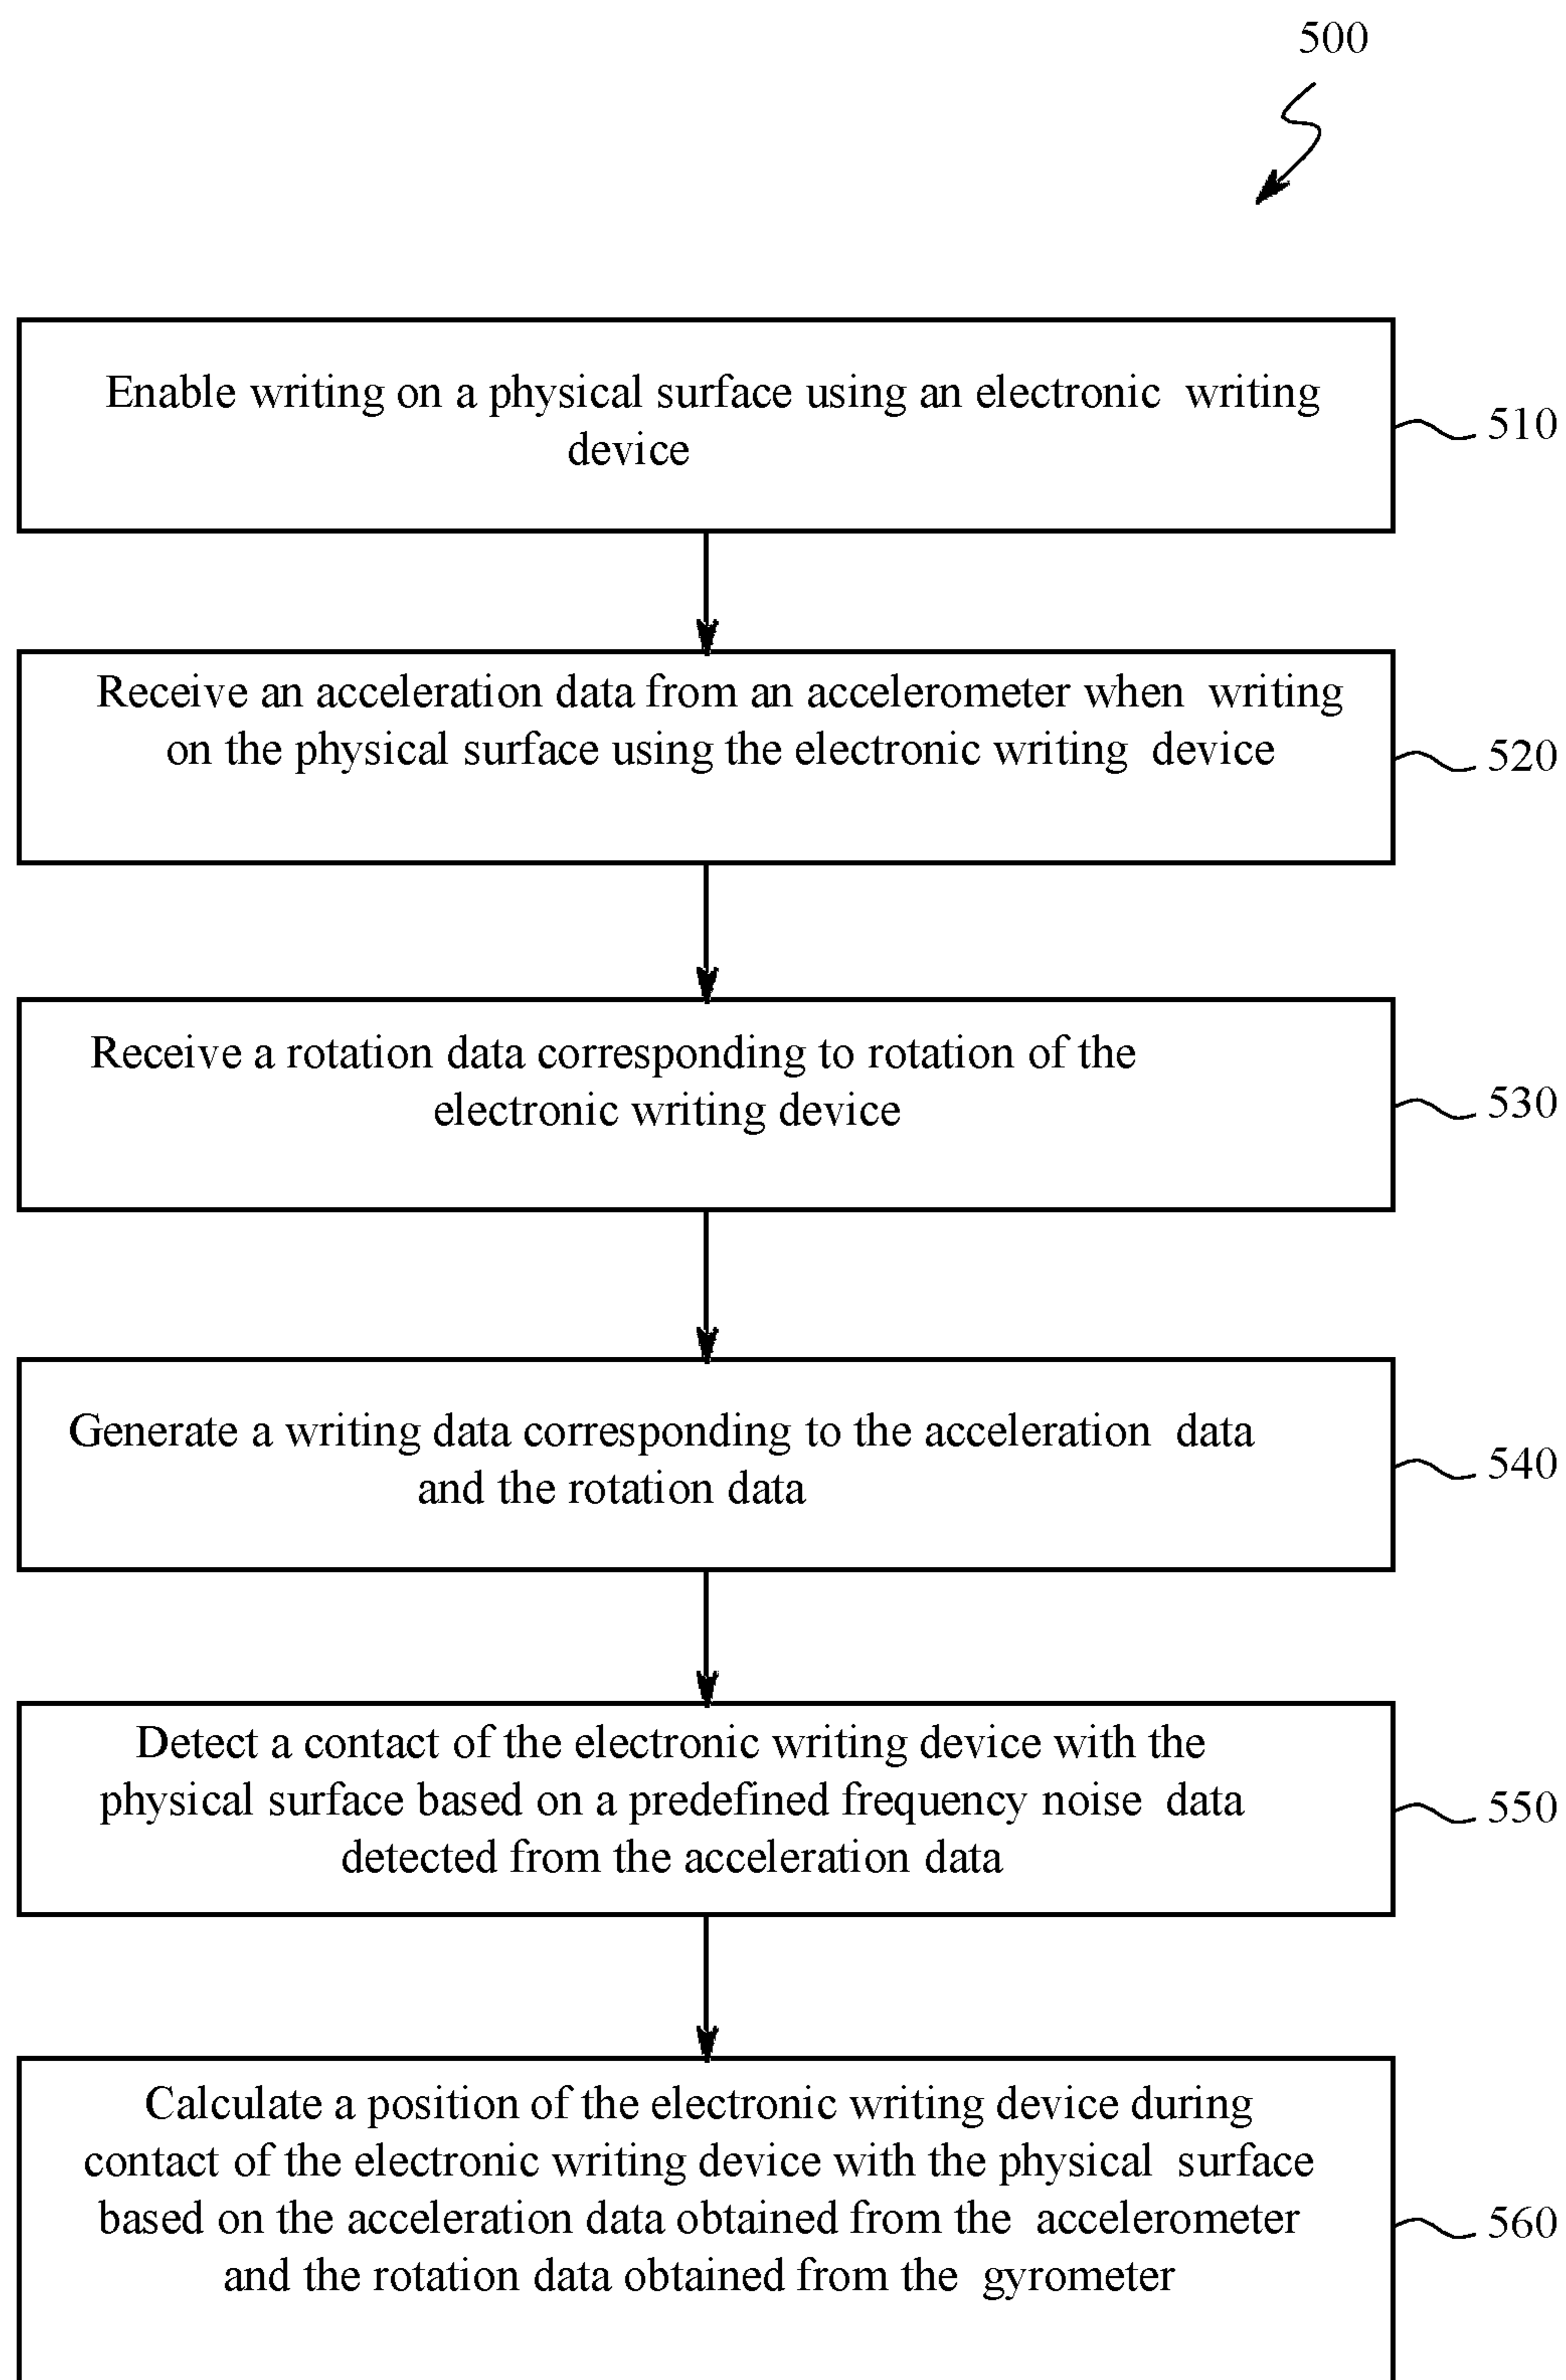 500
Enable writing on a physical surface using an electronic writing
device
510
Receive an acceleration data from an accelerometer when writing
on the physical surface using the electronic writing device
520
Receive a rotation data corresponding to rotation of the
electronic writing device
530
Generate a writing data corresponding to the acceleration data
and the rotation data
540
Detect a contact of the electronic writing device with the
physical surface based on a predefined frequency noise data
detected from the acceleration data
550
Calculate a position of the electronic writing device during
contact of the electronic writing device with the physical surface
based on the acceleration data obtained from the accelerometer
and the rotation data obtained from the gyrometer
560